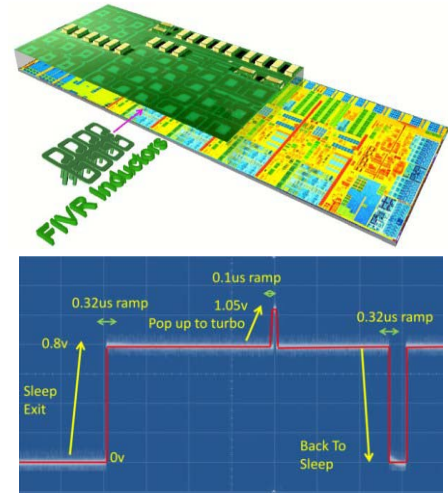 FIVR Inductors
0.1us ramp
0.32us ramp
1.05v
0.32us ramp
Pop up to turbo
0.8v
Sleep
Exit
Back To
Sleep
0v